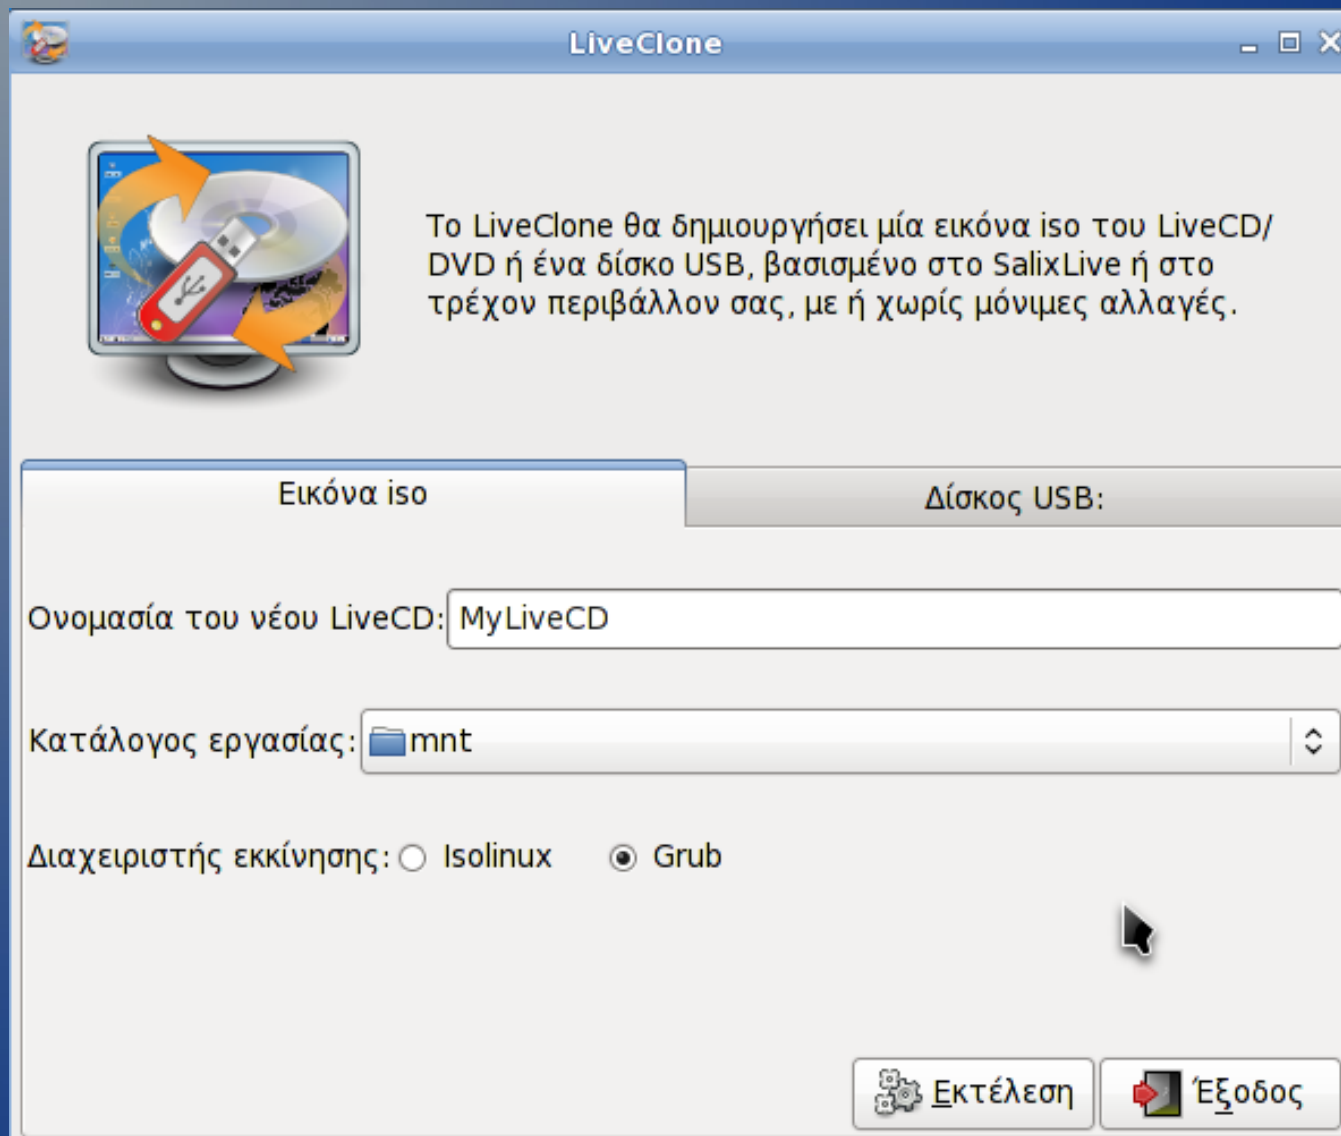 LiveClone
Το LiveClone θα δημιουργήσει μία εικόνα iso του LiveCD/
DVD ή ένα δίσκο USB, βασισμένο στο SalixLive ή στο
τρέχον περιβάλλον σας, με ή χωρίς μόνιμες αλλαγές.
Εικόνα iso
Δίσκος USB:
Ονομασία του νέου LiveCD: MyLiveCD
Κατάλογος εργασίας: mnt
Διαχειριστής εκκίνησης: Isolinux Grub
Εκτέλεση Έξοδος